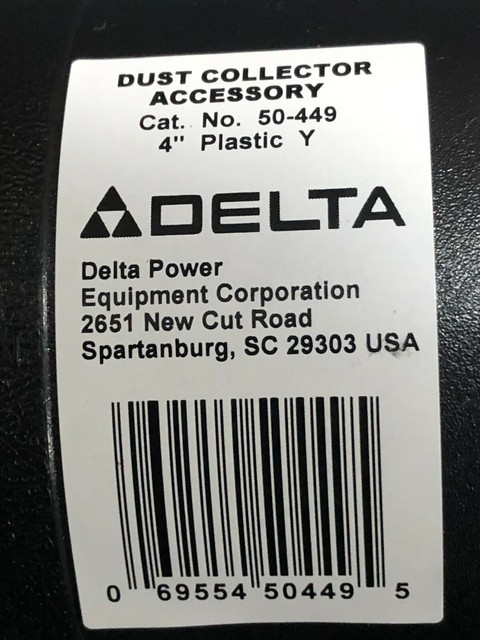 DUST COLLECTOR
ACCESSORY
Cat. No. 50-449
4" Plastic Y
DELTA
Delta Power
Equipment Corporation
2651 New Cut Road
Spartanburg, SC 29303 USA
0 69554 50449 5